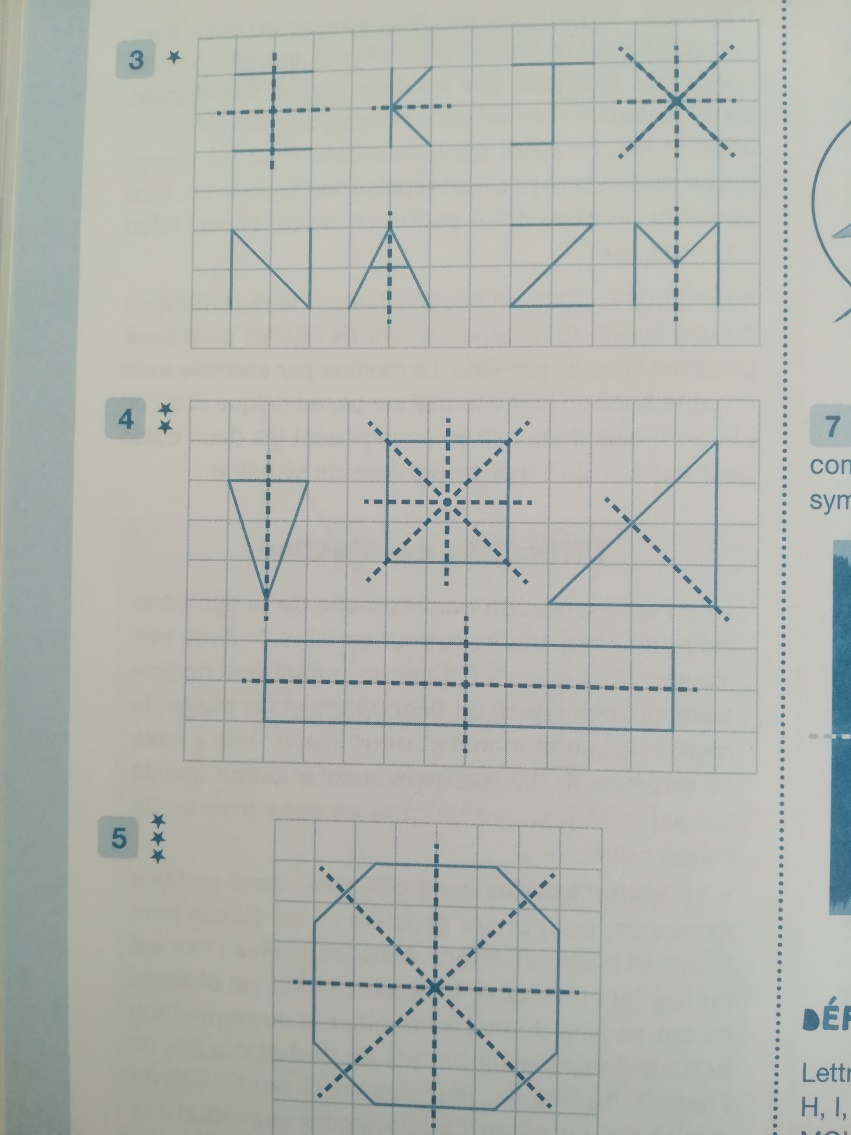 3
I K J X
N A Z M
4
5
7
com
sym
DÉF
Lettr
H, I,